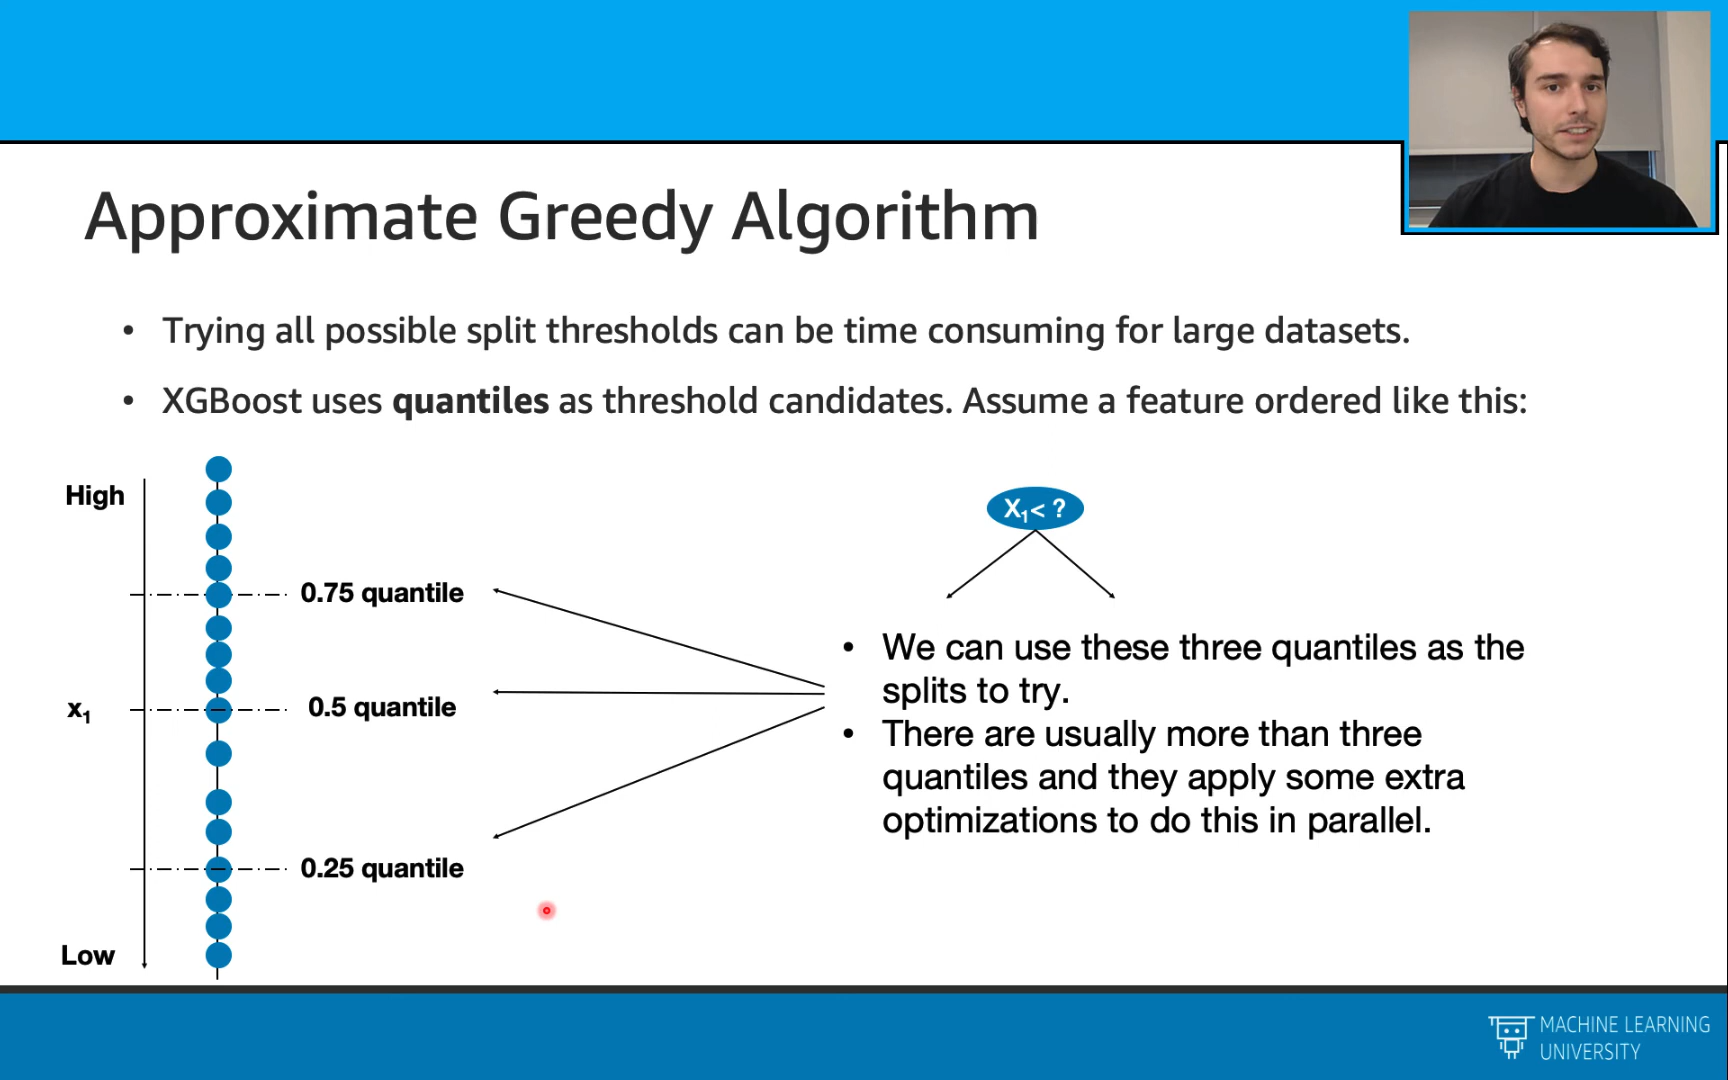 Approximate Greedy Algorithm
• Trying all possible split thresholds can be time consuming for large datasets.
• XGBoost uses quantiles as threshold candidates. Assume a feature ordered like this:
High
0.75 quantile
x1
0.5 quantile
0.25 quantile
Low
X1< ?
• We can use these three quantiles as the
splits to try.
• There are usually more than three
quantiles and they apply some extra
optimizations to do this in parallel.
MACHINE LEARNING
UNIVERSITY